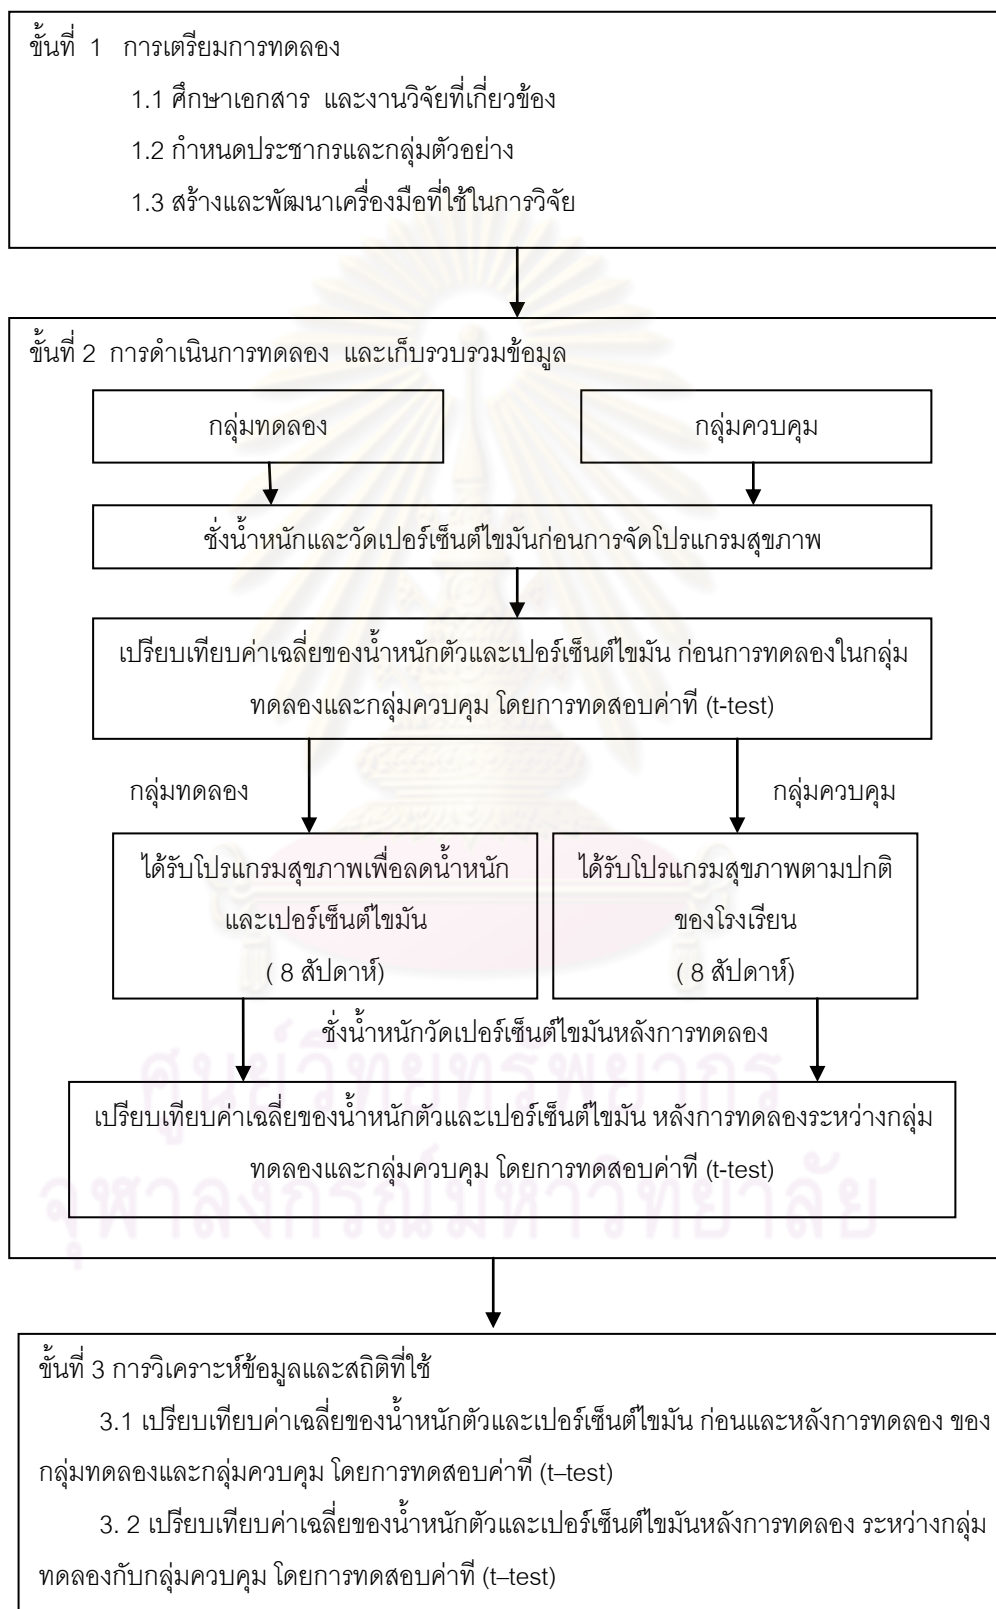 ขั้นที่ 1 การเตรียมการทดลอง
1.1 ศึกษาเอกสาร และงานวิจัยที่เกี่ยวข้อง
1.2 กำหนดประชากรและกลุ่มตัวอย่าง
1.3 สร้างและพัฒนาเครื่องมือที่ใช้ในการวิจัย
ขั้นที่ 2 การดำเนินการทดลอง และเก็บรวบรวมข้อมูล
กลุ่มทดลอง
กลุ่มควบคุม
ชั่งน้ำหนักและวัดเปอร์เซ็นต์ไขมันก่อนการจัดโปรแกรมสุขภาพ
เปรียบเทียบค่าเฉลี่ยของน้ำหนักตัวและเปอร์เซ็นต์ไขมัน ก่อนการทดลองในกลุ่ม
ทดลองและกลุ่มควบคุม โดยการทดสอบค่าที (t-test)
กลุ่มทดลอง
กลุ่มควบคุม
ได้รับโปรแกรมสุขภาพเพื่อลดน้ำหนัก
และเปอร์เซ็นต์ไขมัน
( 8 สัปดาห์)
ได้รับโปรแกรมสุขภาพตามปกติ
ของโรงเรียน
( 8 สัปดาห์)
ชั่งน้ำหนักวัดเปอร์เซ็นต์ไขมันหลังการทดลอง
เปรียบเทียบค่าเฉลี่ยของน้ำหนักตัวและเปอร์เซ็นต์ไขมัน หลังการทดลองระหว่างกลุ่ม
ทดลองและกลุ่มควบคุม โดยการทดสอบค่าที (t-test)
ศูนย์วิทยทรัพยากร
จุฬาลงกรณ์มหาวิทยาลัย
ขั้นที่ 3 การวิเคราะห์ข้อมูลและสถิติที่ใช้
3.1 เปรียบเทียบค่าเฉลี่ยของน้ำหนักตัวและเปอร์เซ็นต์ไขมัน ก่อนและหลังการทดลอง ของ
กลุ่มทดลองและกลุ่มควบคุม โดยการทดสอบค่าที (t–test)
3. 2 เปรียบเทียบค่าเฉลี่ยของน้ำหนักตัวและเปอร์เซ็นต์ไขมันหลังการทดลอง ระหว่างกลุ่ม
ทดลองกับกลุ่มควบคุม โดยการทดสอบค่าที (t–test)